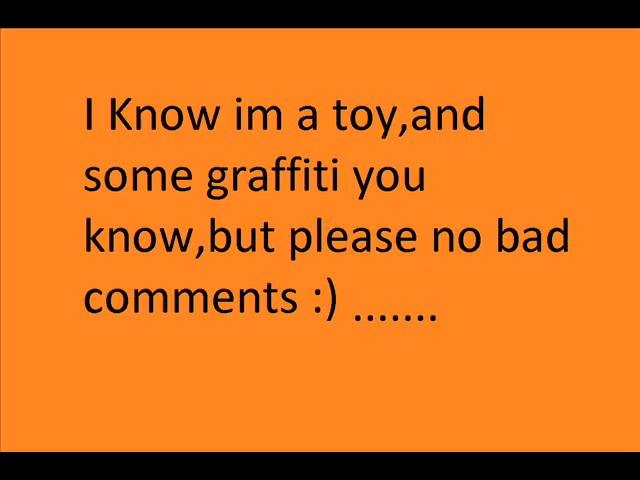 I Know im a toy,and
some graffiti you
know,but please no bad
comments :) .......